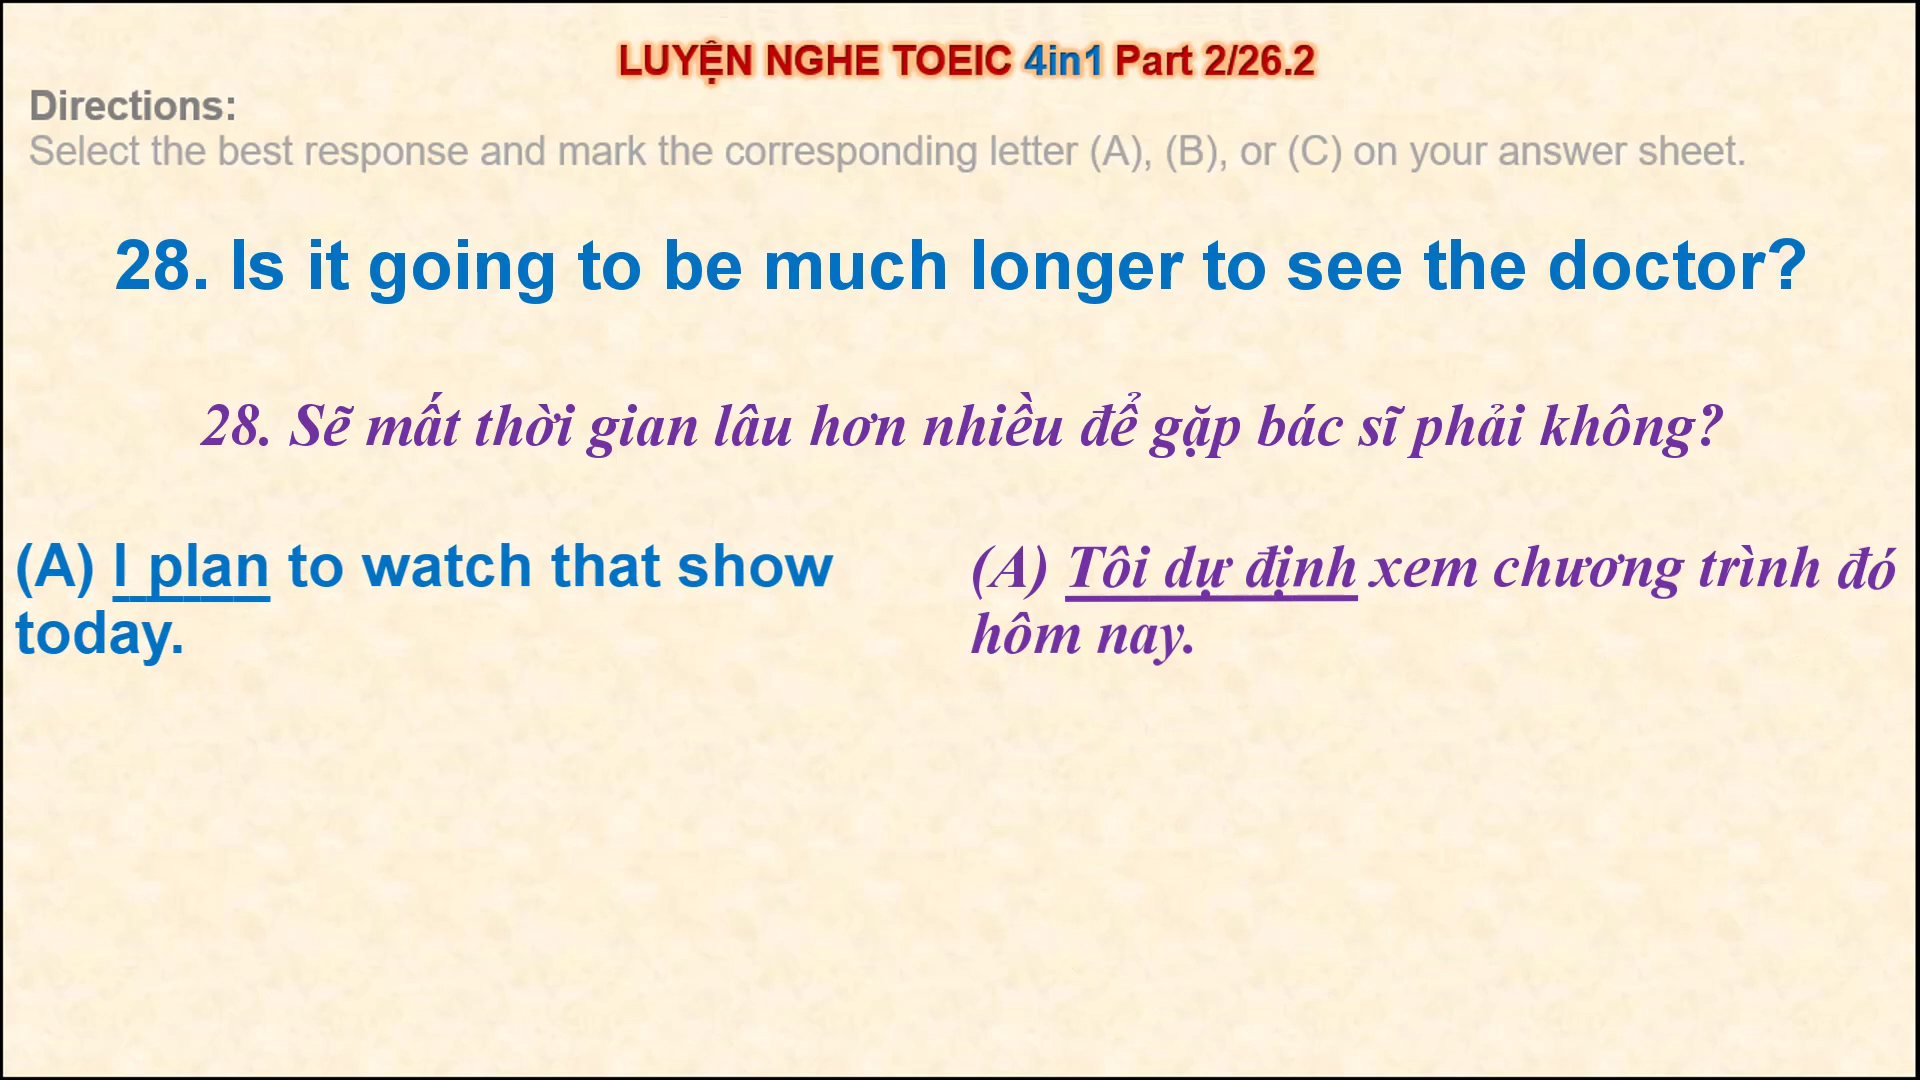 LUYỆN NGHE TOEIC 4in1 Part 2/26.2
Directions:
Select the best response and mark the corresponding letter (A), (B), or (C) on your answer sheet.
28. Is it going to be much longer to see the doctor?
28. Sẽ mất thời gian lâu hơn nhiều để gặp bác sĩ phải không?
(A) I plan to watch that show
today.
(A) Tôi dự định xem chương trình đó
hôm nay.